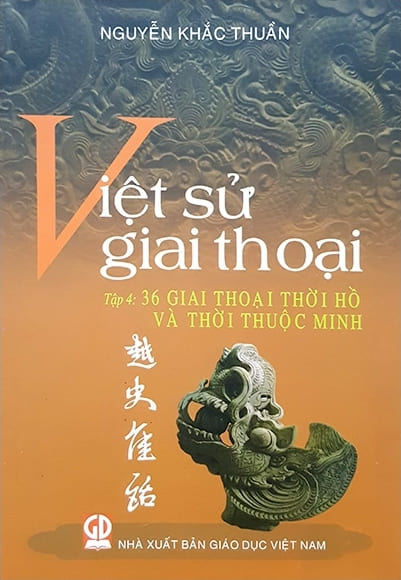 NGUYỄN KHẮC THUẦN
Việt sử
giai thoại
Tập 4: 36 GIAI THOẠI THỜI HỒ
VÀ THỜI THUỘC MINH
越
史
佳
話
GD
NHÀ XUẤT BẢN GIÁO DỤC VIỆT NAM